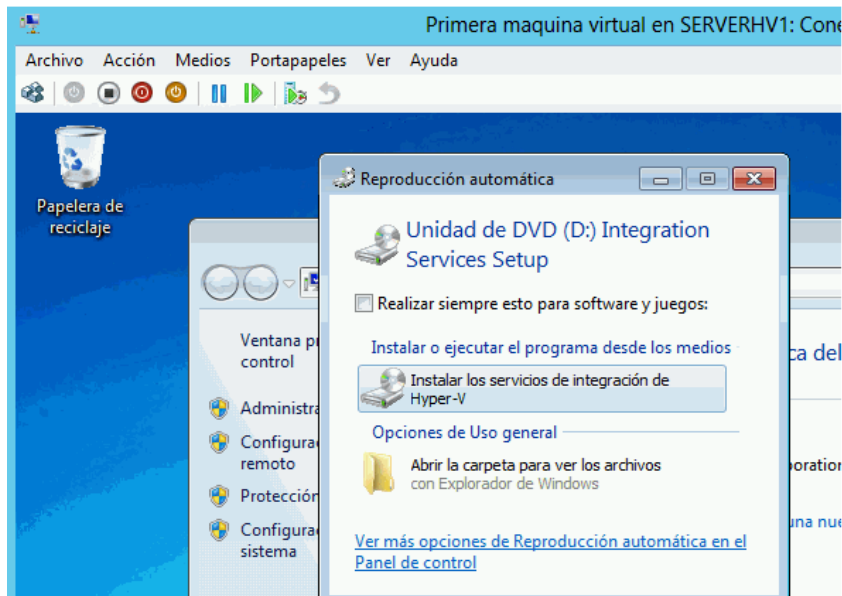 Primera maquina virtual en SERVERHV1: Cone
Archivo Acción Medios Portapapeles Ver Ayuda
Papelera de
reciclaje
Reproducción automática
Unidad de DVD (D:) Integration
Services Setup
Realizar siempre esto para software y juegos:
Instalar o ejecutar el programa desde los medios
Instalar los servicios de integración de
Hyper-V
Opciones de Uso general
Abrir la carpeta para ver los archivos
con Explorador de Windows
Ver más opciones de Reproducción automática en el
Panel de control
Ventana p
control
Administra
Configura
remoto
Protección
Configura
sistema
ca del
poration
una nue